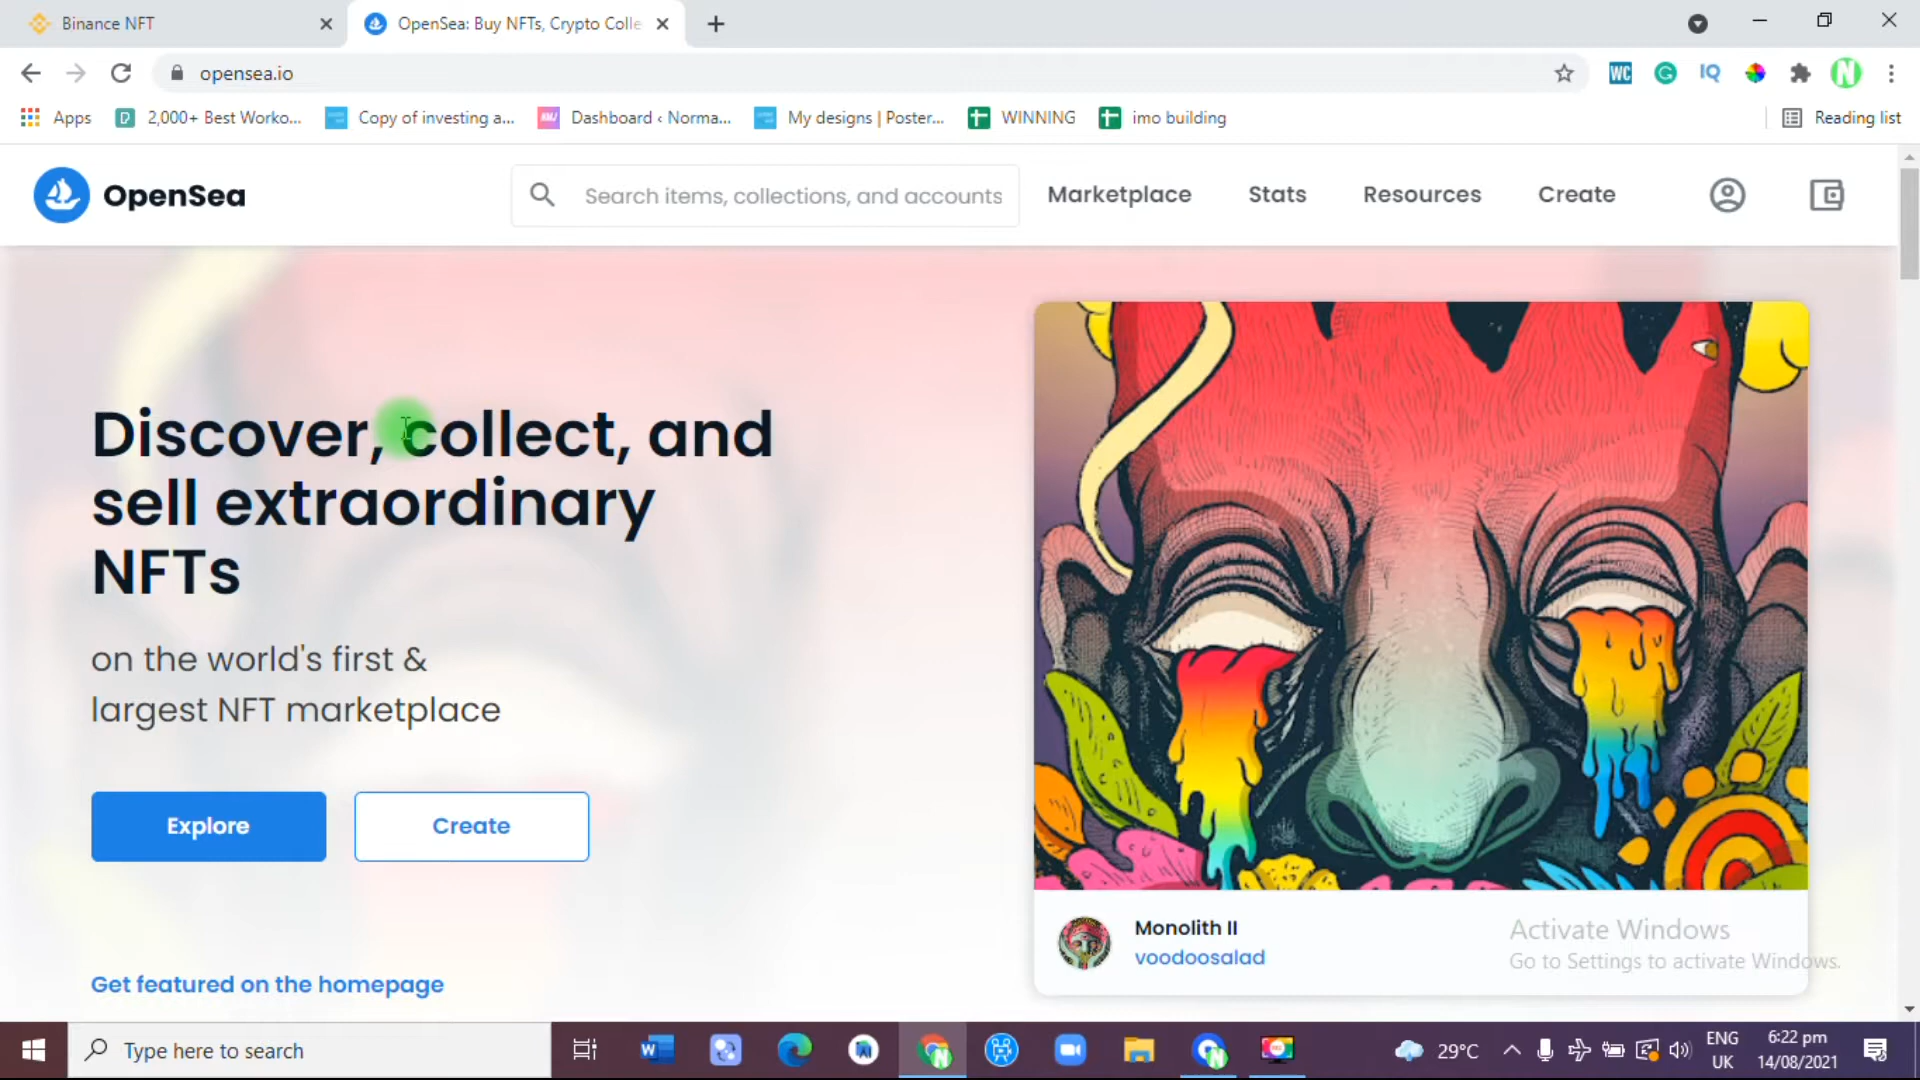 Binance NFT
OpenSea: Buy NFTs, Crypto Colle
opensea.io
WC
IQ
N
Apps
2,000+ Best Worko...
Copy of investing a...
Dashboard ‹ Norma...
My designs | Poster...
WINNING
imo building
Reading list
OpenSea
Search items, collections, and accounts
Marketplace
Stats
Resources
Create
Discover, collect, and
sell extraordinary
NFTs
on the world's first &
largest NFT marketplace
Explore
Create
Get featured on the homepage
Monolith II
voodoosalad
Activate Windows
Go to Settings to activate Windows.
Type here to search
29°C
ENG
UK
6:22 pm
14/08/2021